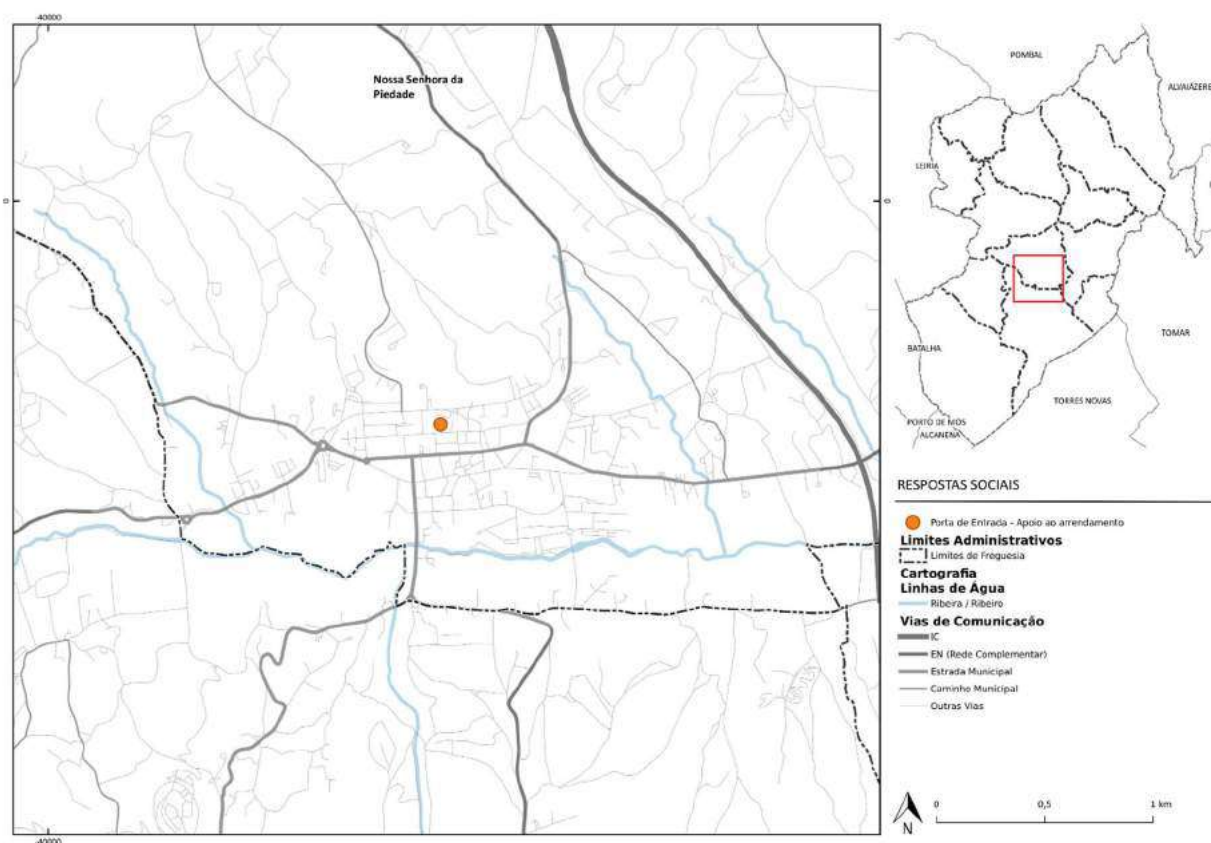 -40000
Nossa Senhora da
Piedade
0
0
-40000
POMBAL
ALVAIÁZERE
LEIRIA
BATALHA
TOMAR
TORRES NOVAS
PORTO DE MÓS
ALCANENA
RESPOSTAS SOCIAIS
Porta de Entrada - Apoio ao arrendamento
Limites Administrativos
Limites de Freguesia
Cartografia
Linhas de Água
Ribeira / Ribeiro
Vias de Comunicação
IC
EN (Rede Complementar)
Estrada Municipal
Caminho Municipal
Outras Vias
N
0 0,5 1 km